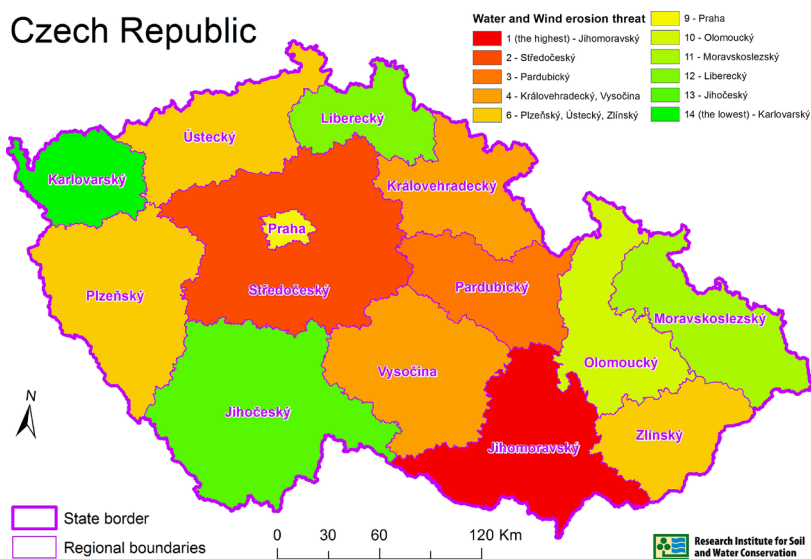 Czech Republic
Water and Wind erosion threat
1 (the highest) - Jihomoravský
2 - Středočeský
3 - Pardubický
4 - Královehradecký, Vysočina
6 - Plzeňský, Ústecký, Zlínský
9 - Praha
10 - Olomoucký
11 - Moravskoslezský
12 - Liberecký
13 - Jihočeský
14 (the lowest) - Karlovarský
Liberecký
Ústecký
Karlovarský
Královehradecký
Praha
Středočeský
Pardubický
Plzeňský
Moravskoslezský
Olomoucký
Vysočina
Jihočeský
Zlínský
Jihomoravský
N
State border
Regional boundaries
0 30 60 120 Km
Research Institute for Soil
and Water Conservation